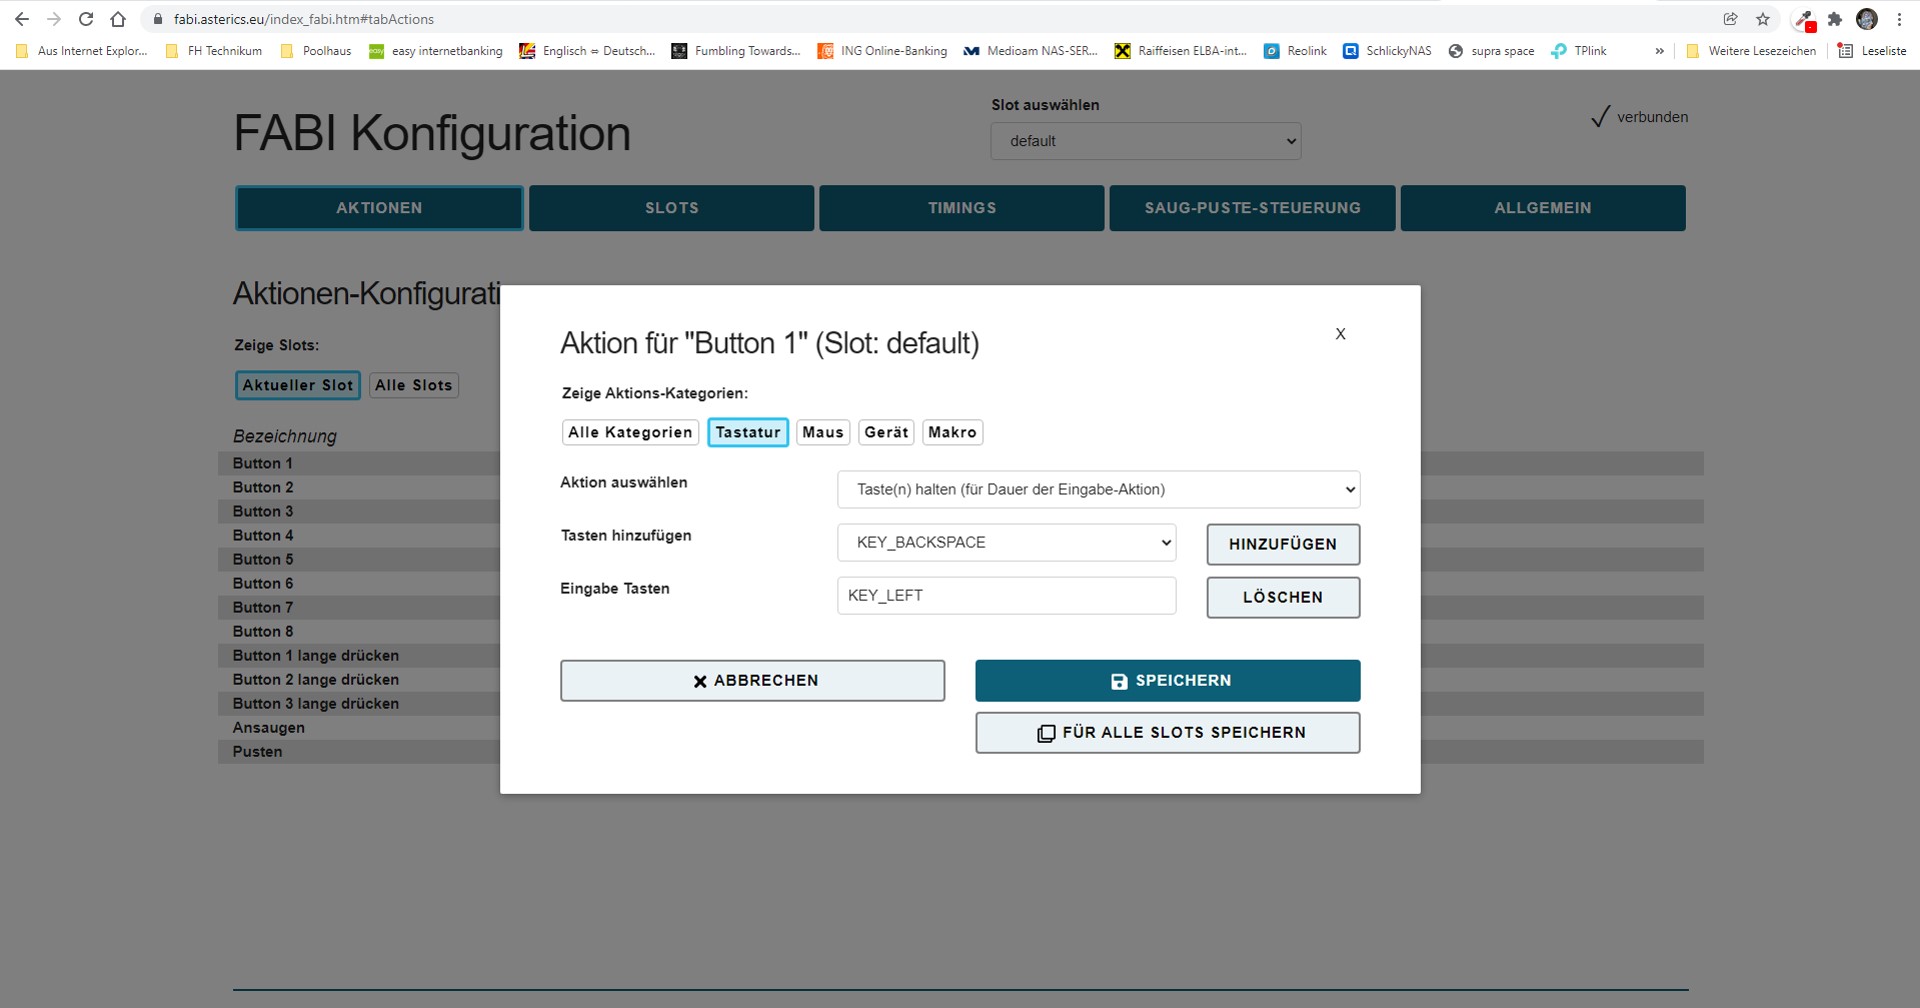 fabi.asterics.eu/index_fabi.htm#tabActions
Aus Internet Explor... FH Technikum Poolhaus easy easy internetbanking Englisch ⇔ Deutsch... Fumbling Towards... ING Online-Banking Medioam NAS-SER... Raiffeisen ELBA-int... Reolink SchlickyNAS supra space TPlink » Weitere Lesezeichen Leseliste
FABI Konfiguration
Slot auswählen
default
verbunden
AKTIONEN SLOTS TIMINGS SAUG-PUSTE-STEUERUNG ALLGEMEIN
Aktionen-Konfigurati
Zeige Slots:
Aktueller Slot Alle Slots
Bezeichnung
Button 1
Button 2
Button 3
Button 4
Button 5
Button 6
Button 7
Button 8
Button 1 lange drücken
Button 2 lange drücken
Button 3 lange drücken
Ansaugen
Pusten
Aktion für "Button 1" (Slot: default)
X
Zeige Aktions-Kategorien:
Alle Kategorien Tastatur Maus Gerät Makro
Aktion auswählen Taste(n) halten (für Dauer der Eingabe-Aktion)
Tasten hinzufügen KEY_BACKSPACE HINZUFÜGEN
Eingabe Tasten KEY_LEFT LÖSCHEN
ABBRECHEN SPEICHERN
FÜR ALLE SLOTS SPEICHERN